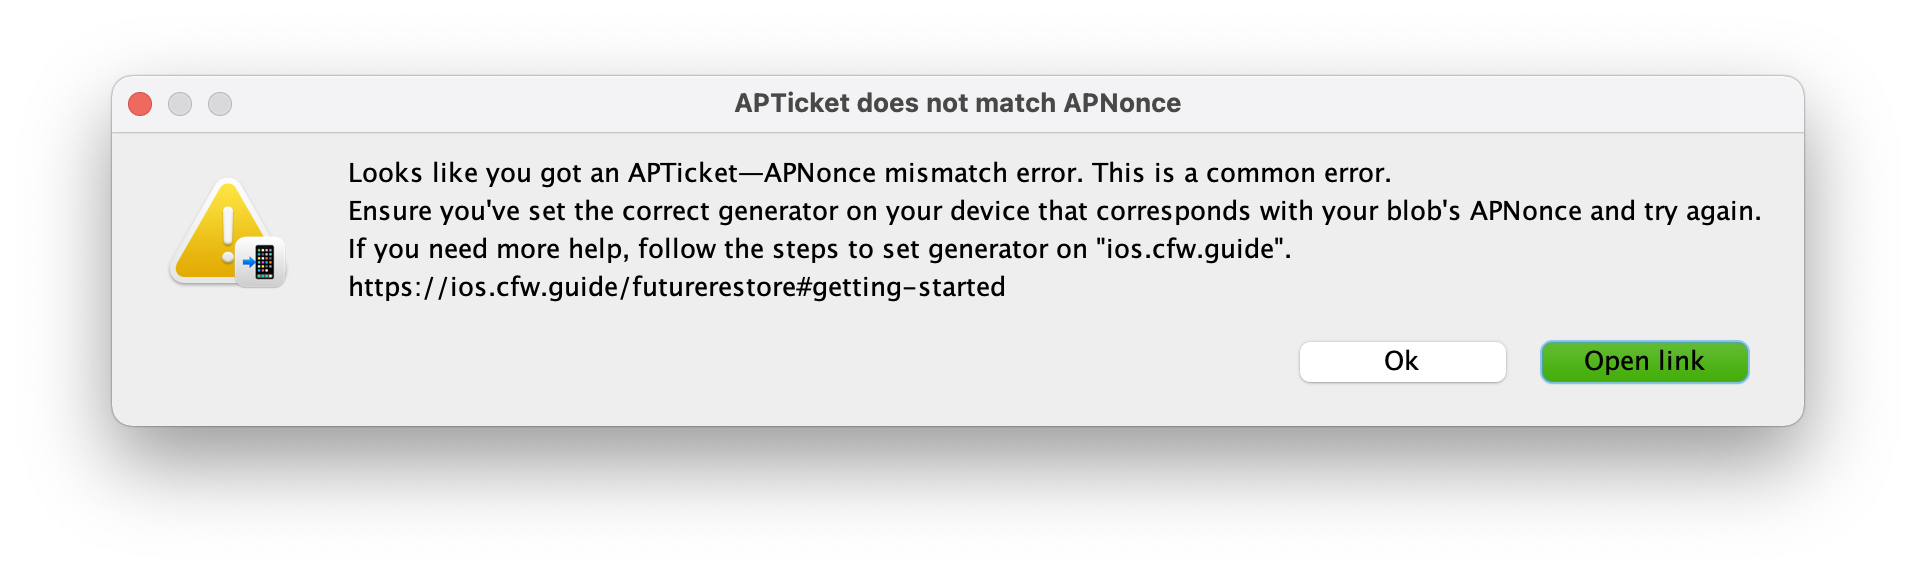 APTicket does not match APNonce
Looks like you got an APTicket—APNonce mismatch error. This is a common error.
Ensure you've set the correct generator on your device that corresponds with your blob's APNonce and try again.
If you need more help, follow the steps to set generator on "ios.cfw.guide".
https://ios.cfw.guide/futurerestore#getting-started
Ok
Open link